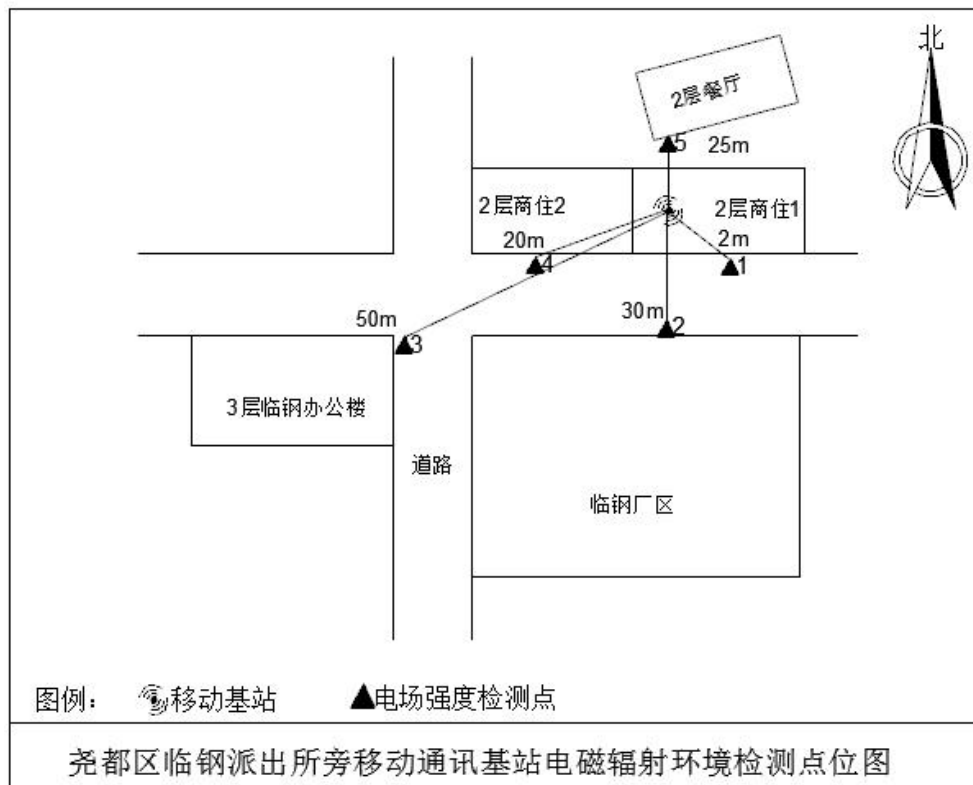 北
2层餐厅
5
25m
2层商住2
2层商住1
20m
2m
4
1
50m
30m
2
3
3层临钢办公楼
道路
临钢厂区
图例： 移动基站 电场强度检测点
尧都区临钢派出所旁移动通讯基站电磁辐射环境检测点位图